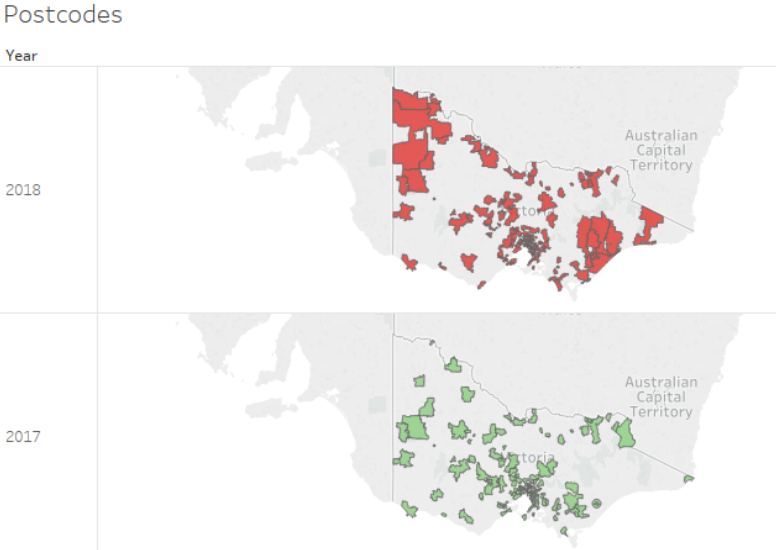 Postcodes
Year
2018
Australian
Capital
Territory
2017
Australian
Capital
Territory